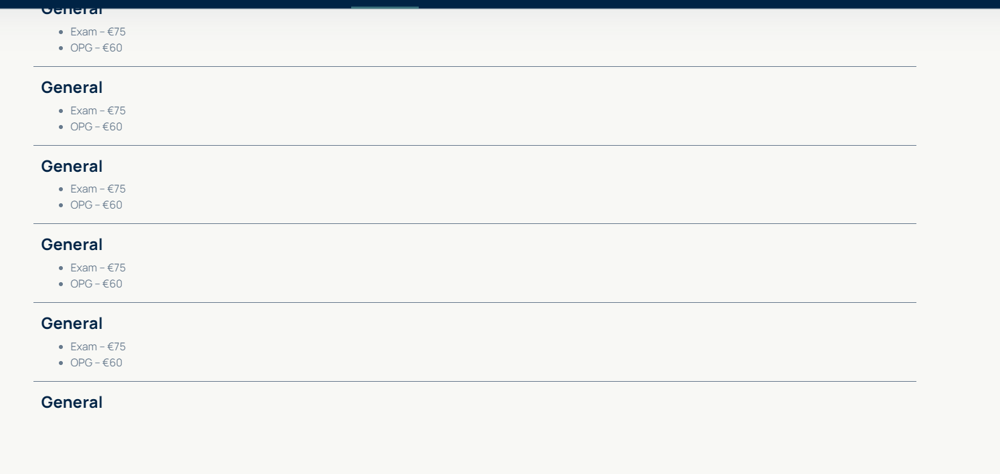 General
Exam – €75
OPG – €60
General
Exam – €75
OPG – €60
General
Exam – €75
OPG – €60
General
Exam – €75
OPG – €60
General
Exam – €75
OPG – €60
General